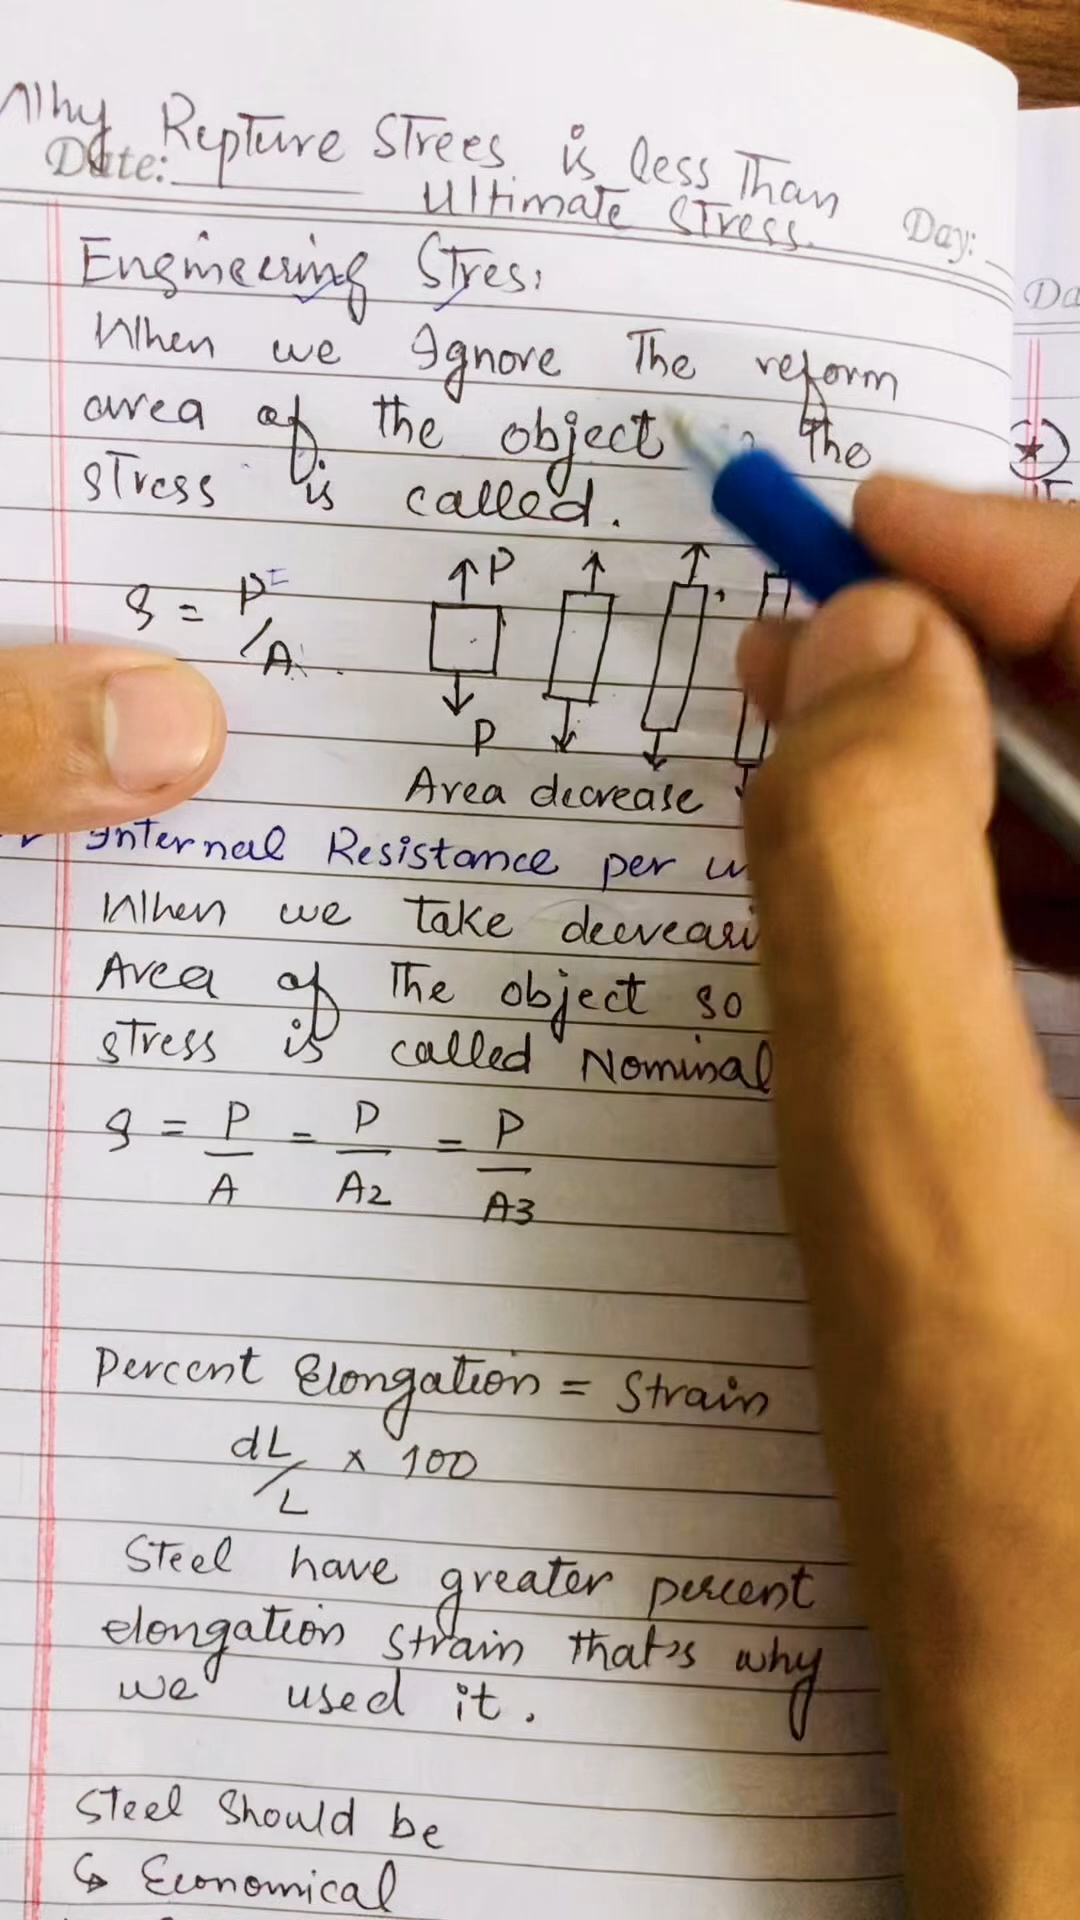 Why Repture Strees is less Than
Date:
Ultimate Stress.
Day:
Engineering Stres:
When we Ignore The reform
area of the object The
stress is called.
P
P
P
A
Area decrease
Internal Resistance per
When we take
Area of The object so
stress is called Nominal
P = P = P
A A2 A3
Percent Elongation = Strain
dL/L × 100
Steel have greater percent
elongation strain that's why
we used it.
Steel Should be
↳ Economical